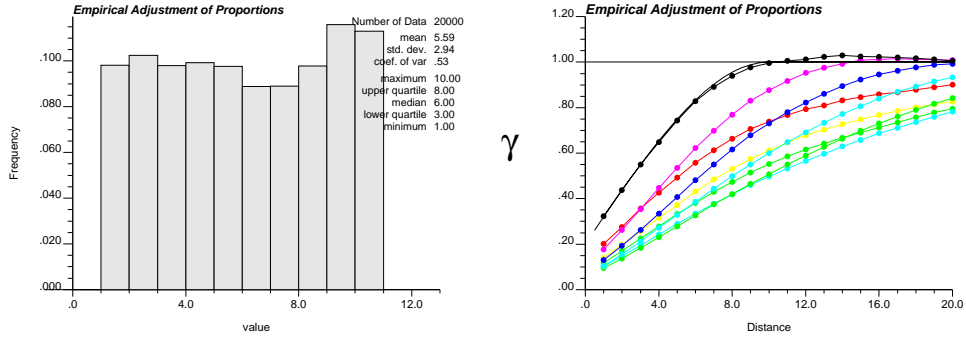 Empirical Adjustment of Proportions
Number of Data 20000
mean 5.59
std. dev. 2.94
coef. of var .53
maximum 10.00
upper quartile 8.00
median 6.00
lower quartile 3.00
minimum 1.00
Frequency
.100
.080
.060
.040
.020
.000
.0 4.0 8.0 12.0
value
γ
Empirical Adjustment of Proportions
1.20
1.00
.80
.60
.40
.20
.00
.0 4.0 8.0 12.0 16.0 20.0
Distance